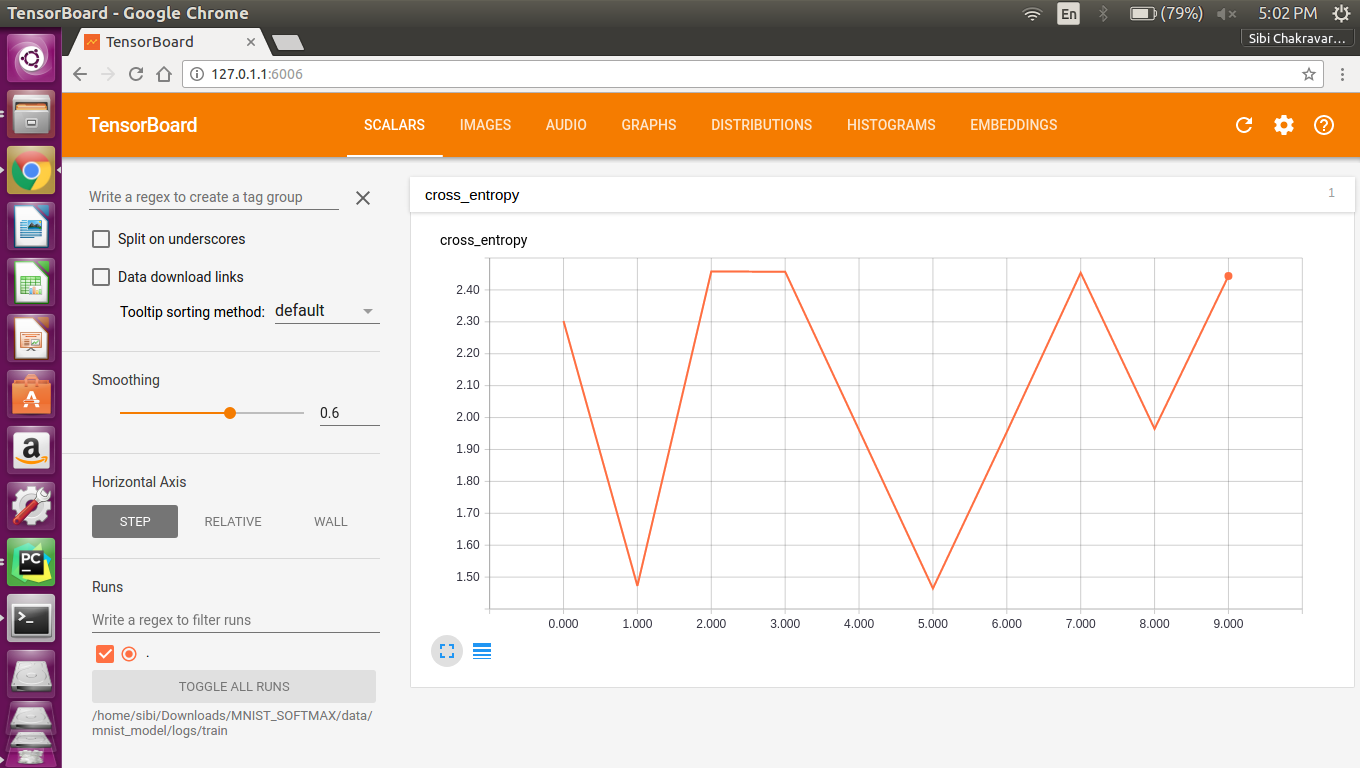 TensorBoard - Google Chrome
En
(79%)
5:02 PM
TensorBoard
Sibi Chakravar...
127.0.1.1:6006
TensorBoard
SCALARS
IMAGES
AUDIO
GRAPHS
DISTRIBUTIONS
HISTOGRAMS
EMBEDDINGS
Write a regex to create a tag group
Split on underscores
Data download links
Tooltip sorting method: default
Smoothing
0.6
Horizontal Axis
STEP
RELATIVE
WALL
Runs
Write a regex to filter runs
.
TOGGLE ALL RUNS
/home/sibi/Downloads/MNIST_SOFTMAX/data/
mnist_model/logs/train
cross_entropy
1
cross_entropy
2.40
2.30
2.20
2.10
2.00
1.90
1.80
1.70
1.60
1.50
0.000
1.000
2.000
3.000
4.000
5.000
6.000
7.000
8.000
9.000
PC